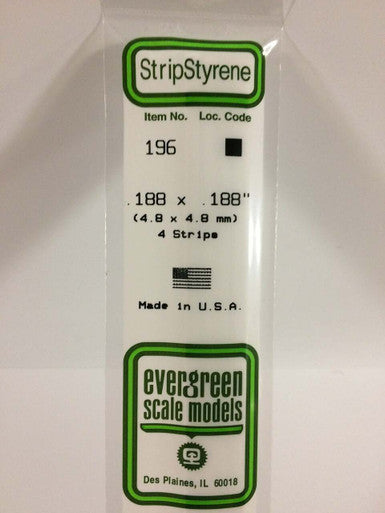 StripStyrene
Item No. Loc. Code
196
.188 x .188"
(4.8 x 4.8 mm)
4 Strips
Made in U.S.A.
evergreen
scale models
Des Plaines, IL 60018